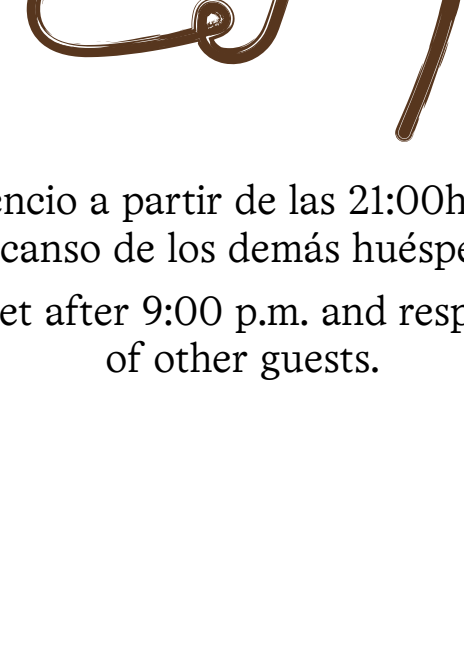 encio a partir de las 21:00h
canso de los demás huéspe
et after 9:00 p.m. and resp
of other guests.